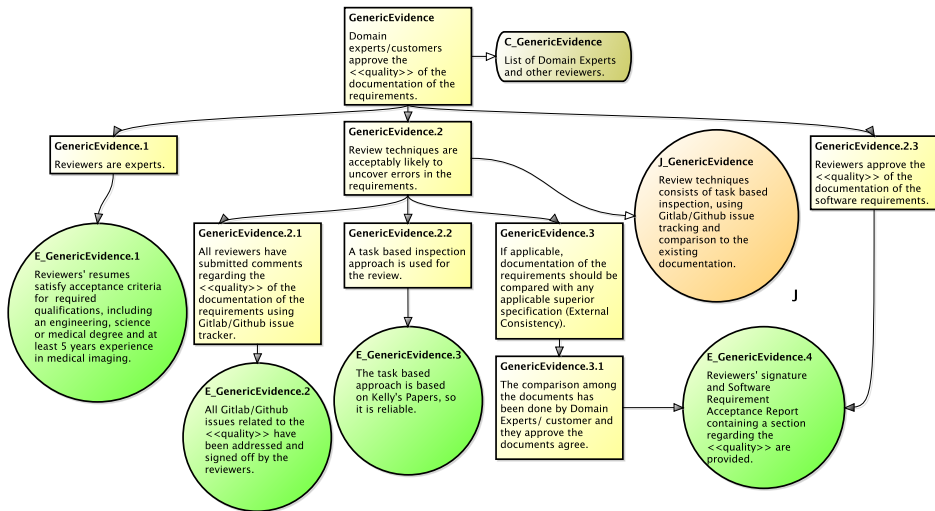 GenericEvidence
Domain
experts/customers
approve the
<<quality>> of the
documentation of the
requirements.
C_GenericEvidence
List of Domain Experts
and other reviewers.
GenericEvidence.1
Reviewers are experts.
GenericEvidence.2
Review techniques are
acceptably likely to
uncover errors in the
requirements.
J_GenericEvidence
Review techniques
consists of task based
inspection, using
Gitlab/Github issue
tracking and
comparison to the
existing
documentation.
J
GenericEvidence.2.3
Reviewers approve the
<<quality>> of the
documentation of the
software requirements.
E_GenericEvidence.1
Reviewers' resumes
satisfy acceptance criteria
for required
qualifications, including
an engineering, science
or medical degree and at
least 5 years experience
in medical imaging.
GenericEvidence.2.1
All reviewers have
submitted comments
regarding the
<<quality>> of the
documentation of the
requirements using
Gitlab/Github issue
tracker.
GenericEvidence.2.2
A task based inspection
approach is used for
the review.
GenericEvidence.3
If applicable,
documentation of the
requirements should be
compared with any
applicable superior
specification (External
Consistency).
E_GenericEvidence.2
All Gitlab/Github
issues related to the
<<quality>> have
been addressed and
signed off by the
reviewers.
E_GenericEvidence.3
The task based
approach is based
on Kelly's Papers, so
it is reliable.
GenericEvidence.3.1
The comparison among
the documents has
been done by Domain
Experts/ customer and
they approve the
documents agree.
E_GenericEvidence.4
Reviewers' signature
and Software
Requirement
Acceptance Report
containing a section
regarding the
<<quality>> are
provided.